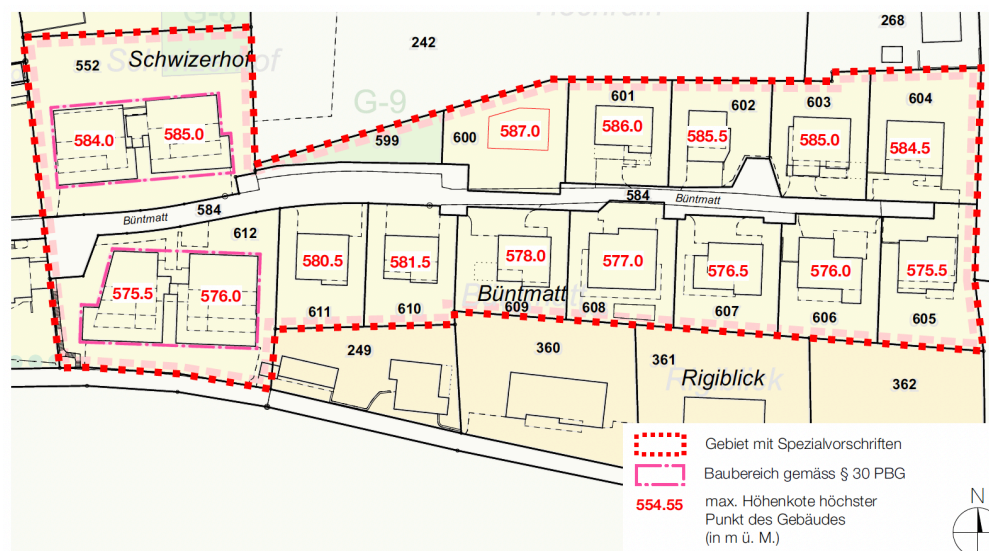 G-8
Hochrain
268
242
Schwizerhof
Schwizerhof
552
601
602
603
604
G-9
584.0
585.0
587.0
586.0
585.5
585.0
584.5
600
599
584
Büntmatt
Büntmatt
584
612
580.5
581.5
578.0
577.0
576.5
576.0
575.5
575.5
576.0
Büntmatt
611
610
609
608
607
606
605
249
360
361
Rigiblick
Rigiblick
362
Gebiet mit Spezialvorschriften
Baubereich gemäss § 30 PBG
554.55 max. Höhenkote höchster
Punkt des Gebäudes
(in m ü. M.)
N